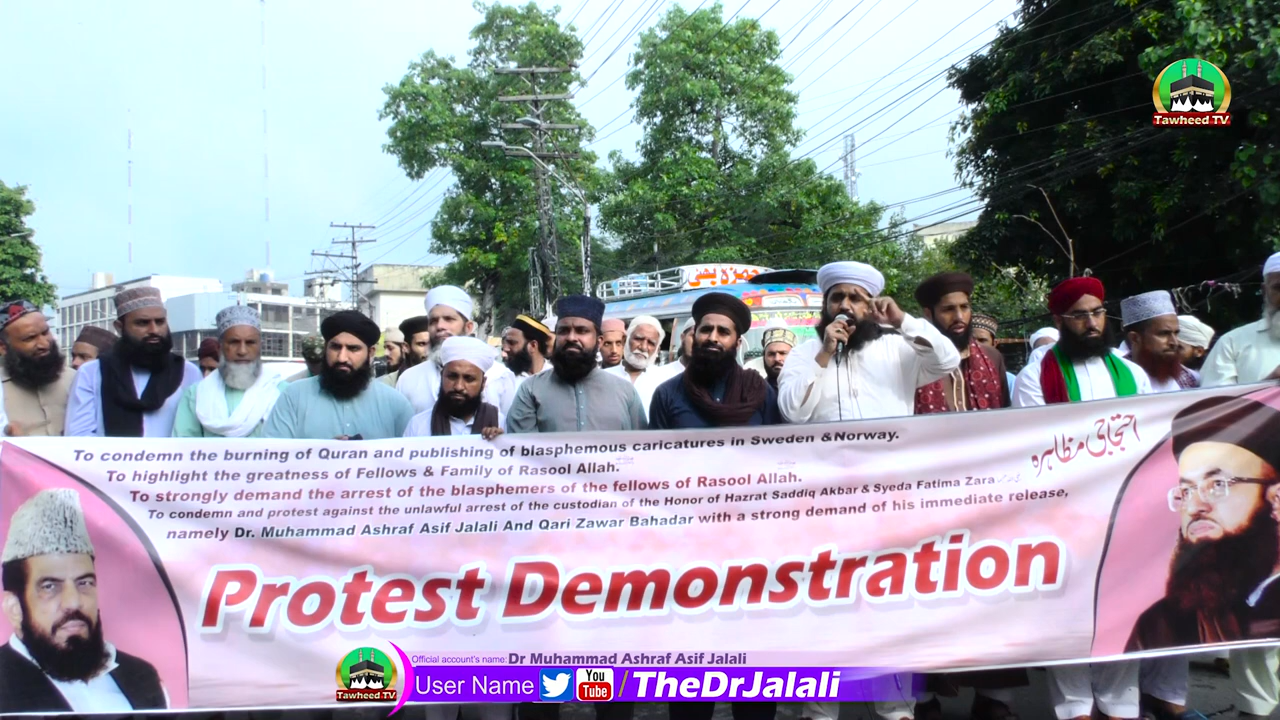 Tawheed TV
حمزہ بھٹی
To condemn the burning of Quran and publishing of blasphemous caricatures in Sweden &Norway.
To highlight the greatness of Fellows & Family of Rasool Allah.
To strongly demand the arrest of the blasphemers of the fellows of Rasool Allah.
To condemn and protest against the unlawful arrest of the custodian of the Honor of Hazrat Saddiq Akbar & Syeda Fatima Zara
namely Dr. Muhammad Ashraf Asif Jalali And Qari Zawar Bahadar with a strong demand of his immediate release,
احتجاجی مظاہرہ
Protest Demonstration
Official account's name: Dr Muhammad Ashraf Asif Jalali
Tawheed TV
User Name You Tube / TheDrJalali